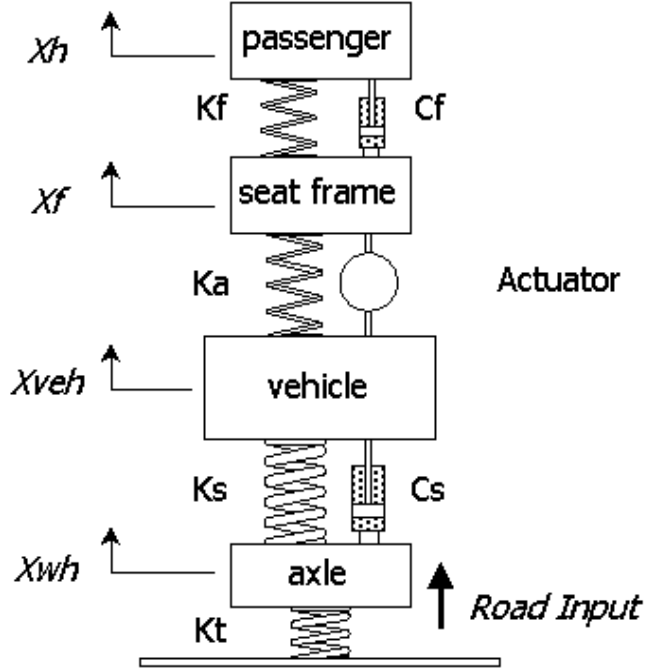 passenger
Xh
Kf
Cf
seat frame
Xf
Ka
Actuator
vehicle
Xveh
Ks
Cs
axle
Xwh
Road Input
Kt